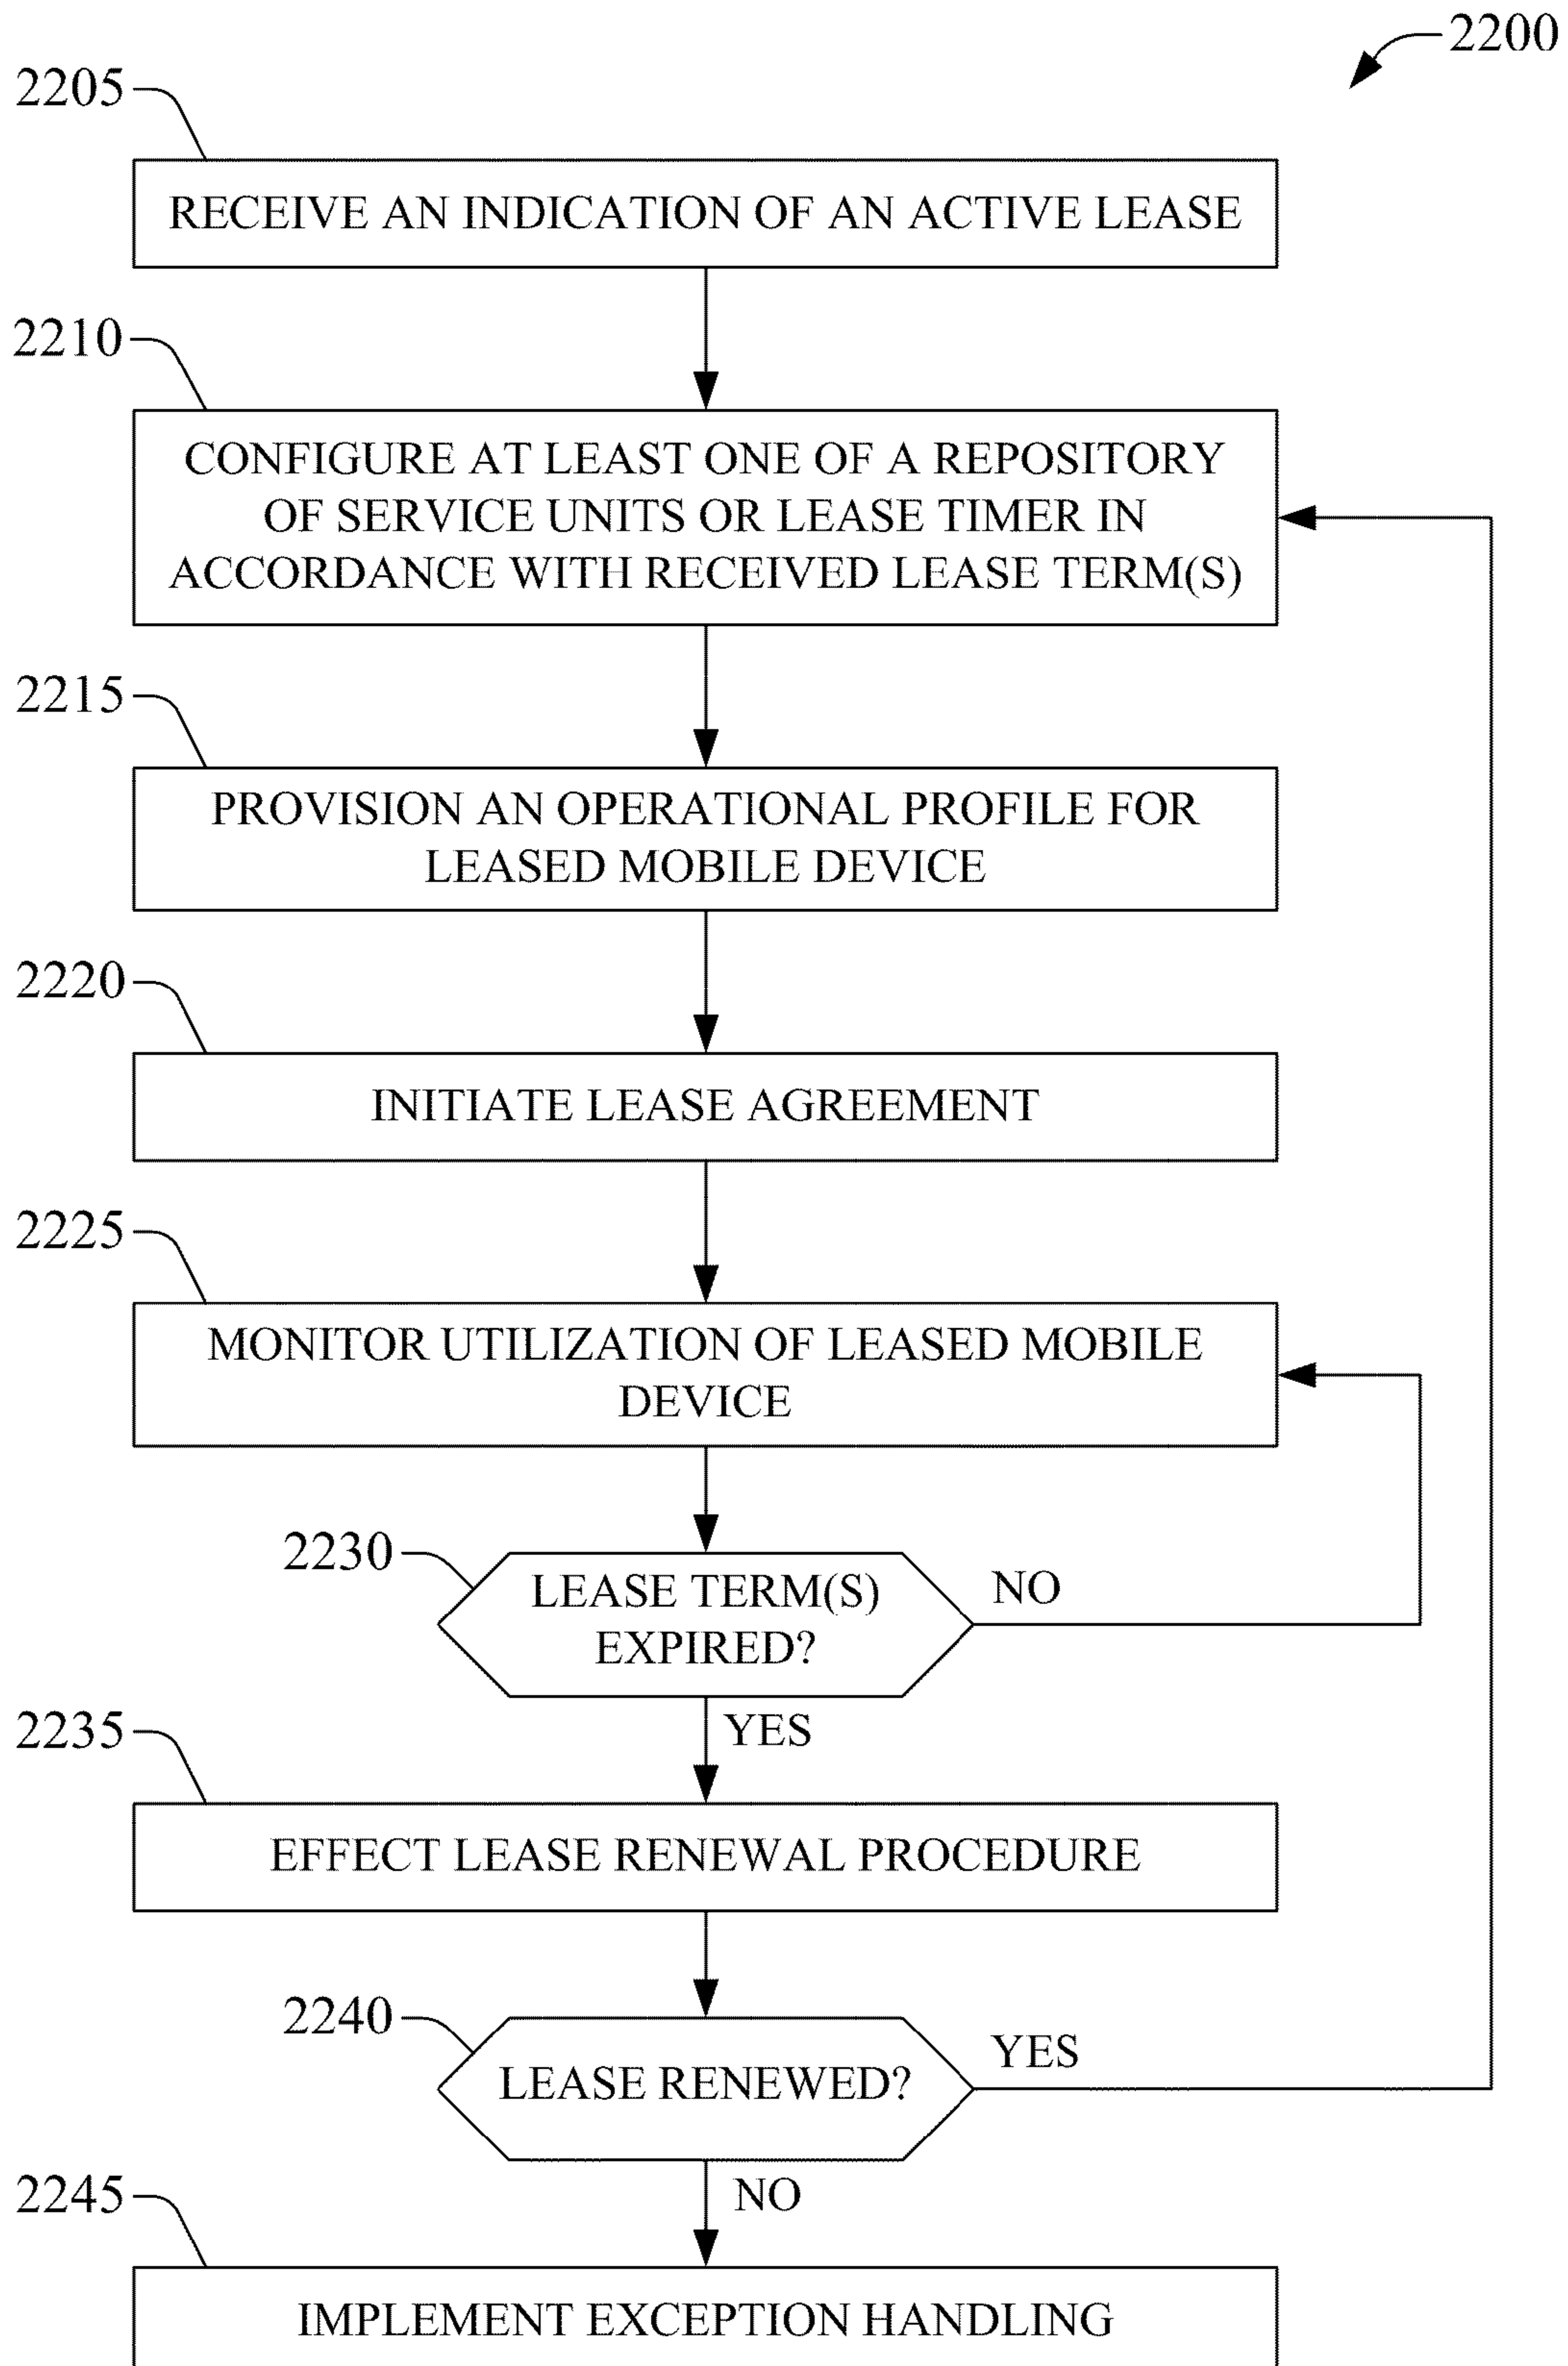 2200
2205
RECEIVE AN INDICATION OF AN ACTIVE LEASE
2210
CONFIGURE AT LEAST ONE OF A REPOSITORY
OF SERVICE UNITS OR LEASE TIMER IN
ACCORDANCE WITH RECEIVED LEASE TERM(S)
2215
PROVISION AN OPERATIONAL PROFILE FOR
LEASED MOBILE DEVICE
2220
INITIATE LEASE AGREEMENT
2225
MONITOR UTILIZATION OF LEASED MOBILE
DEVICE
2230
LEASE TERM(S)
EXPIRED?
NO
YES
2235
EFFECT LEASE RENEWAL PROCEDURE
2240
LEASE RENEWED?
YES
NO
2245
IMPLEMENT EXCEPTION HANDLING